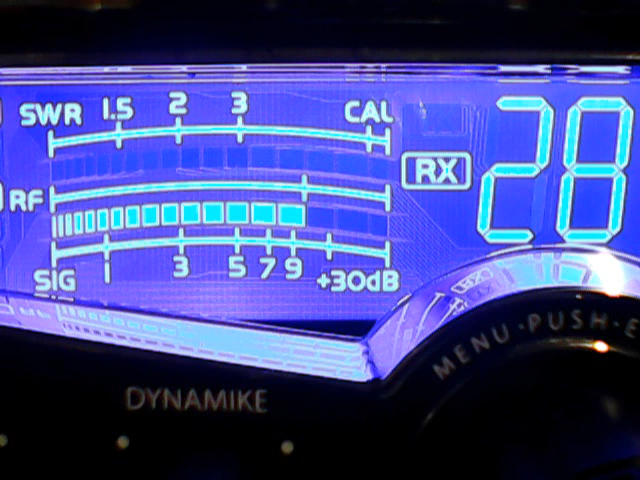 SWR 1.5 2 3 CAL
RX 28
RF
SIG 1 3 5 7 9 +30dB
MENU·PUSH·E
DYNAMIKE